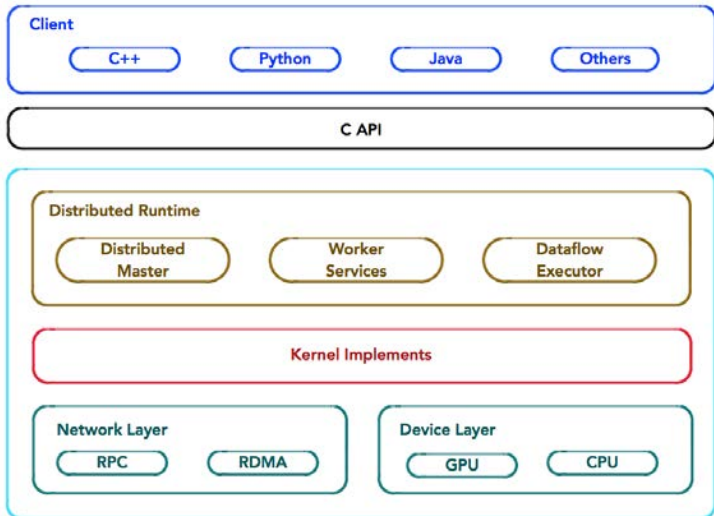 Client
C++ Python Java Others
C API
Distributed Runtime
Distributed Master
Worker Services
Dataflow Executor
Kernel Implements
Network Layer
RPC RDMA
Device Layer
GPU CPU